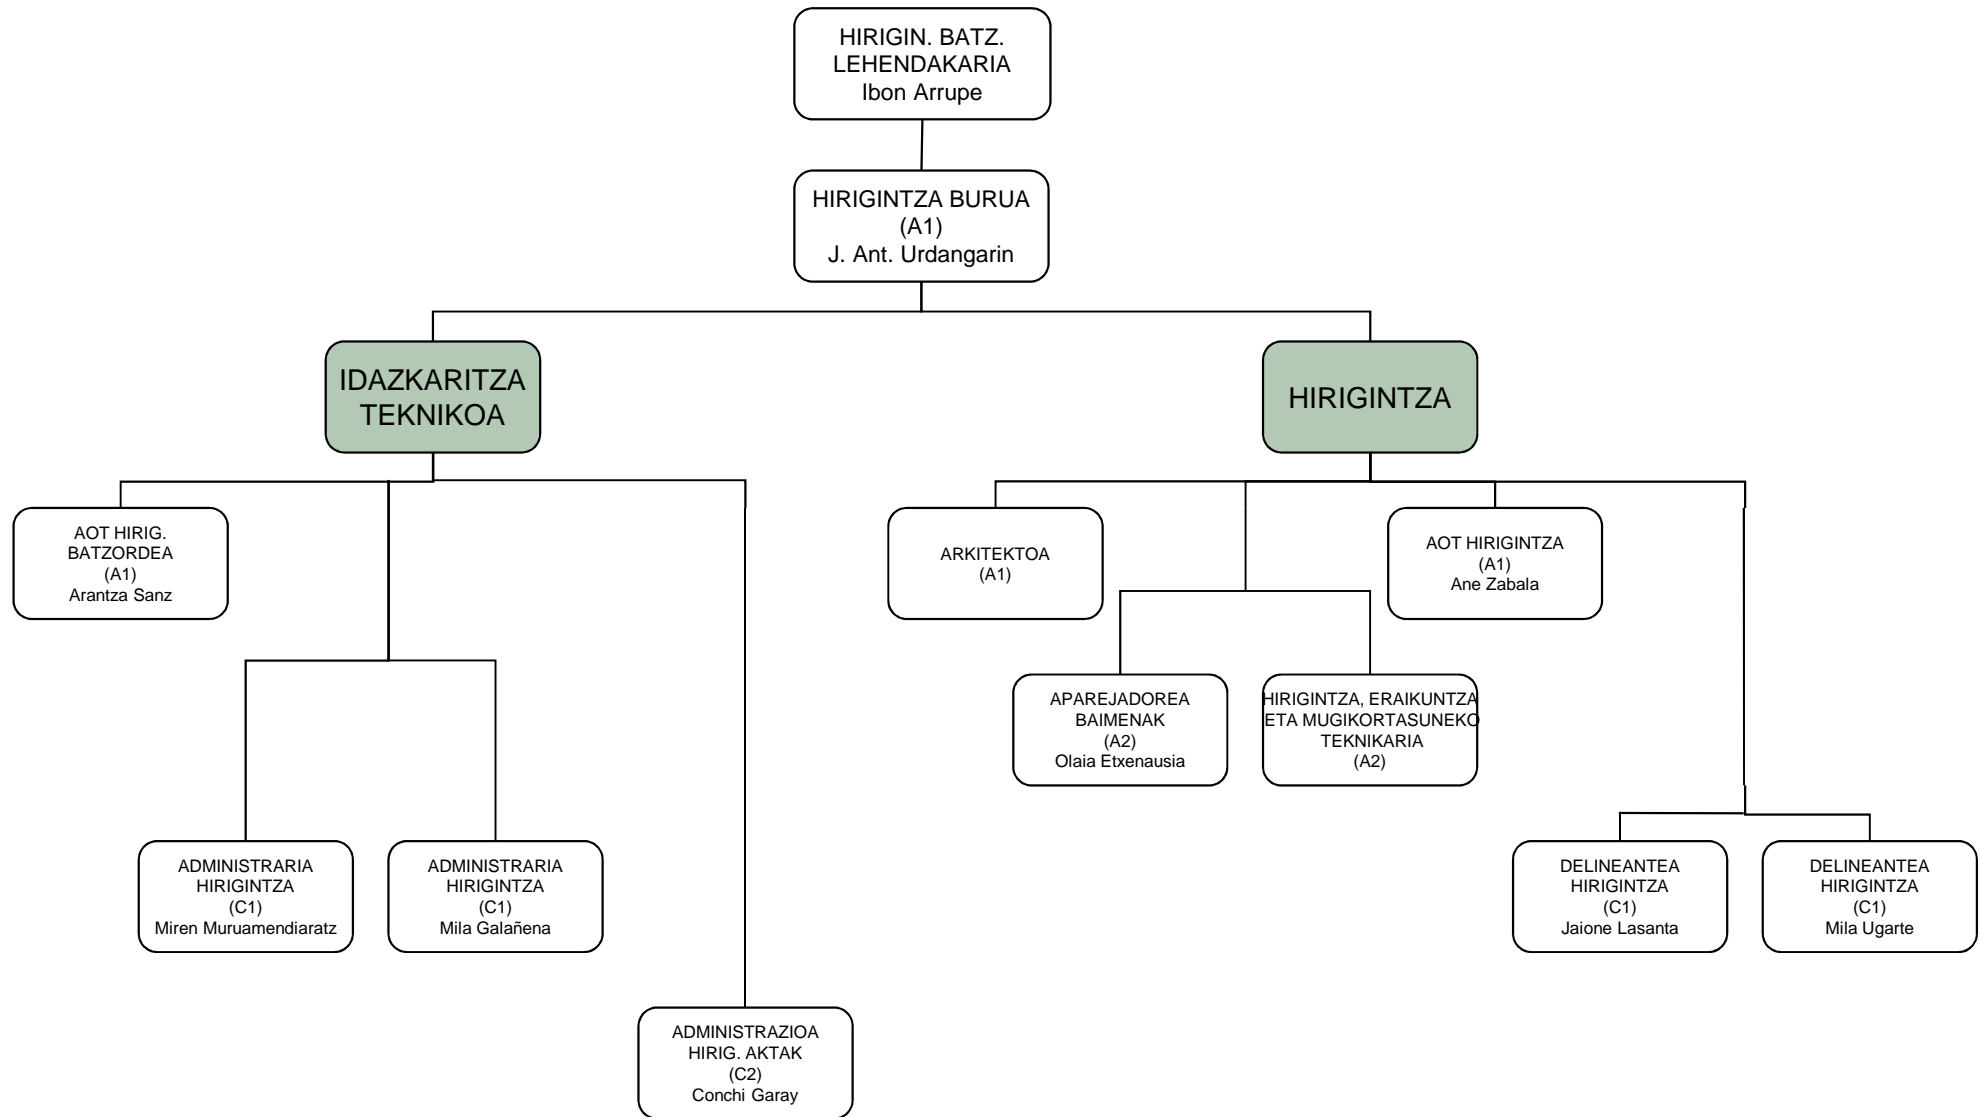 HIRIGIN. BATZ.
LEHENDAKARIA
Ibon Arrupe
HIRIGINTZA BURUA
(A1)
J. Ant. Urdangarin
IDAZKARITZA
TEKNIKOA
HIRIGINTZA
AOT HIRIG.
BATZORDEA
(A1)
Arantza Sanz
ARKITEKTOA
(A1)
AOT HIRIGINTZA
(A1)
Ane Zabala
APAREJADOREA
BAIMENAK
(A2)
Olaia Etxenausia
HIRIGINTZA, ERAIKUNTZA
ETA MUGIKORTASUNEKO
TEKNIKARIA
(A2)
ADMINISTRARIA
HIRIGINTZA
(C1)
Miren Muruamendiaratz
ADMINISTRARIA
HIRIGINTZA
(C1)
Mila Galañena
DELINEANTEA
HIRIGINTZA
(C1)
Jaione Lasanta
DELINEANTEA
HIRIGINTZA
(C1)
Mila Ugarte
ADMINISTRAZIOA
HIRIG. AKTAK
(C2)
Conchi Garay